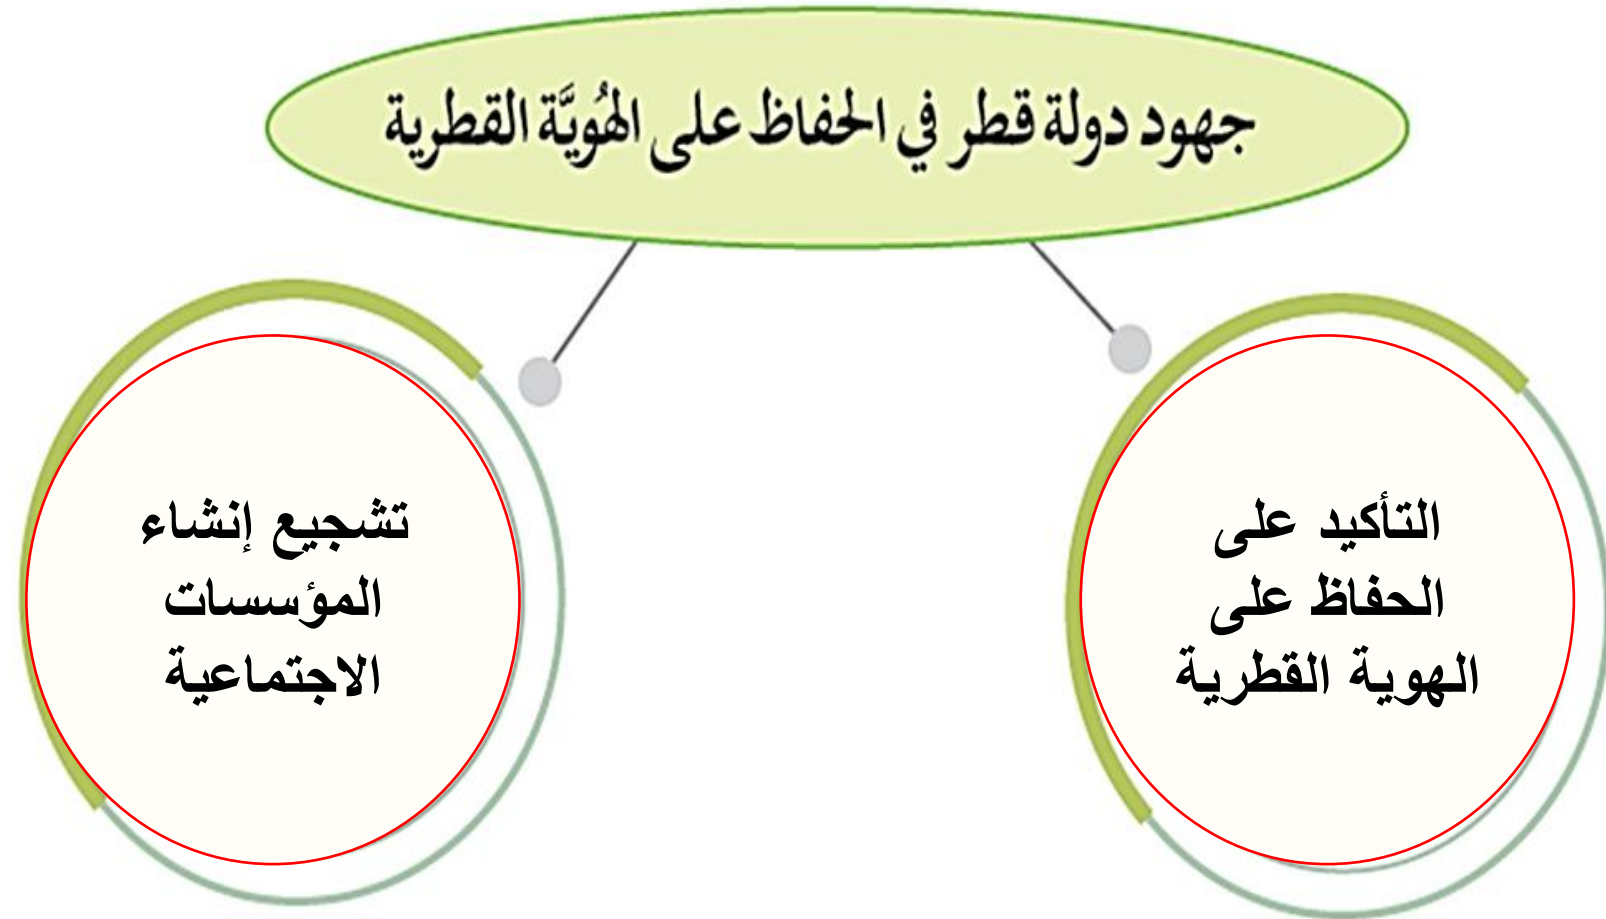 جهود دولة قطر في الحفاظ على الهُويَّة القطرية
التأكيد على
الحفاظ على
الهوية القطرية
تشجيع إنشاء
المؤسسات
الاجتماعية